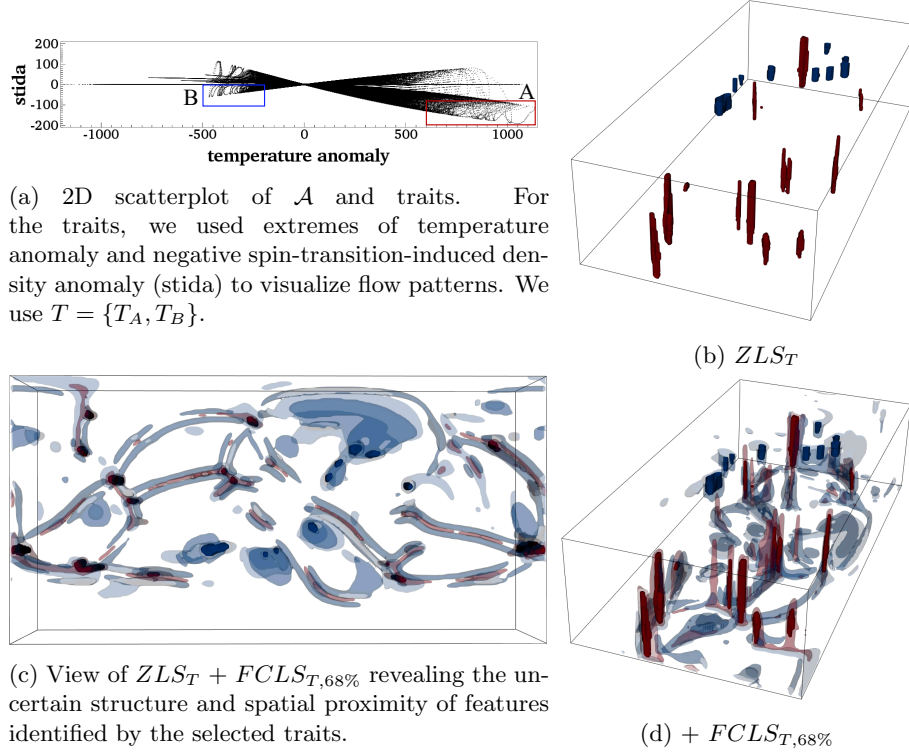 200
100
0
-100
-200
stida
B
A
-1000
-500
0
500
1000
temperature anomaly
(a) 2D scatterplot of 𝒜 and traits. For
the traits, we used extremes of temperature
anomaly and negative spin-transition-induced den-
sity anomaly (stida) to visualize flow patterns. We
use T = {T_A, T_B}.
(b) ZLS_T
(c) View of ZLS_T + FCLS_{T,68%} revealing the un-
certain structure and spatial proximity of features
identified by the selected traits.
(d) + FCLS_{T,68%}